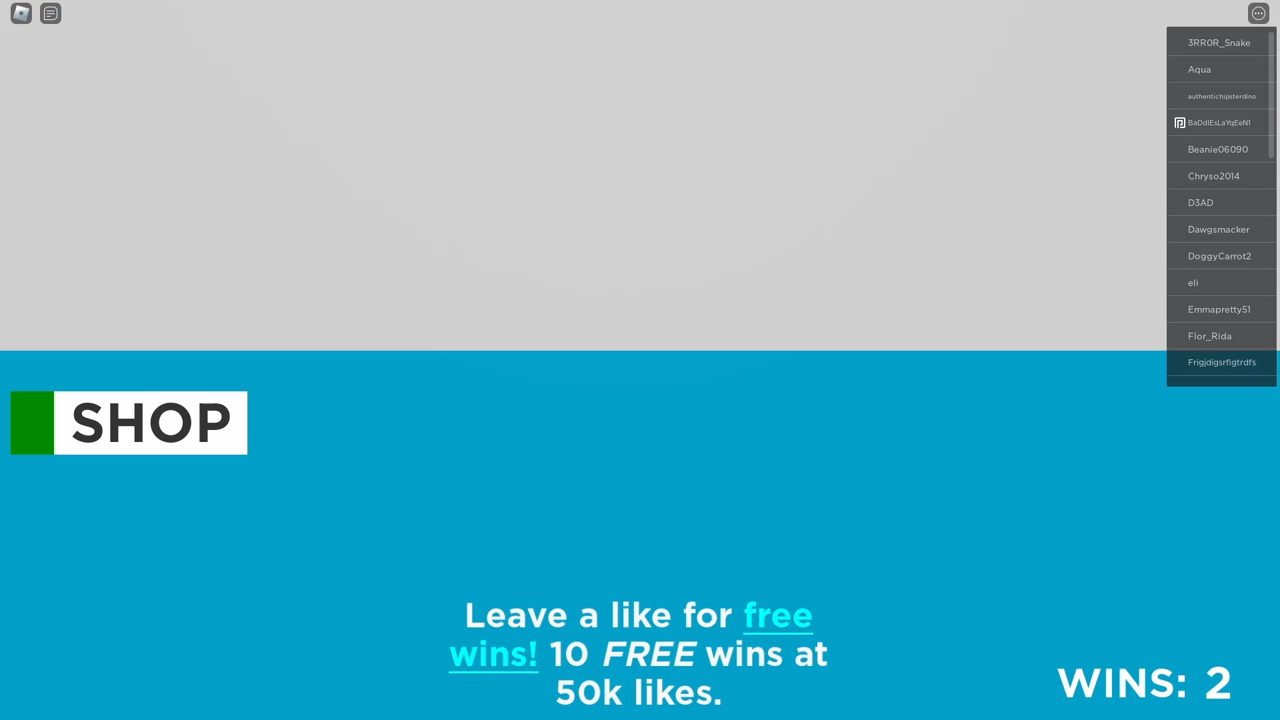 3RR0R_Snake
Aqua
authentichipsterdino
BaDdIEsLaYqEeN1
Beanie06090
Chryso2014
D3AD
Dawgsmacker
DoggyCarrot2
eli
Emmapretty51
Flor_Rida
Frigjdigsrfigtrdfs
SHOP
Leave a like for free
wins! 10 FREE wins at
50k likes.
WINS: 2